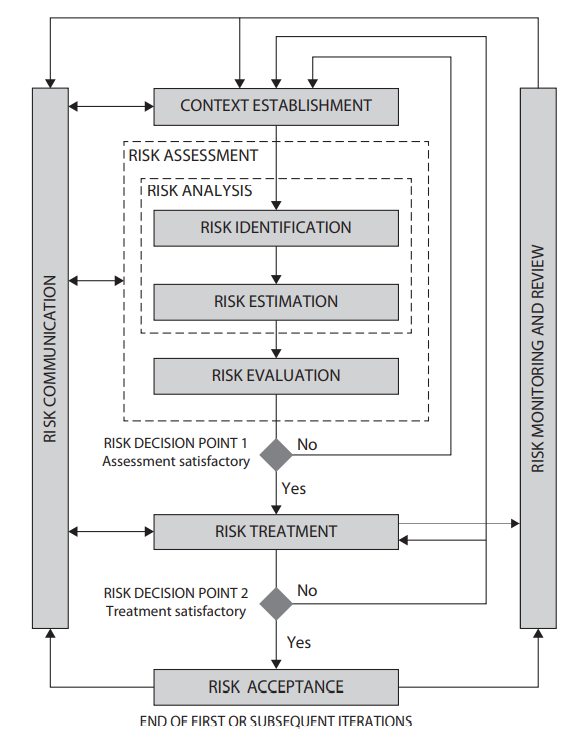 CONTEXT ESTABLISHMENT
RISK ASSESSMENT
RISK ANALYSIS
RISK IDENTIFICATION
RISK ESTIMATION
RISK EVALUATION
RISK COMMUNICATION
RISK MONITORING AND REVIEW
RISK DECISION POINT 1
Assessment satisfactory
No
Yes
RISK TREATMENT
RISK DECISION POINT 2
Treatment satisfactory
No
Yes
RISK ACCEPTANCE
END OF FIRST OR SUBSEQUENT ITERATIONS